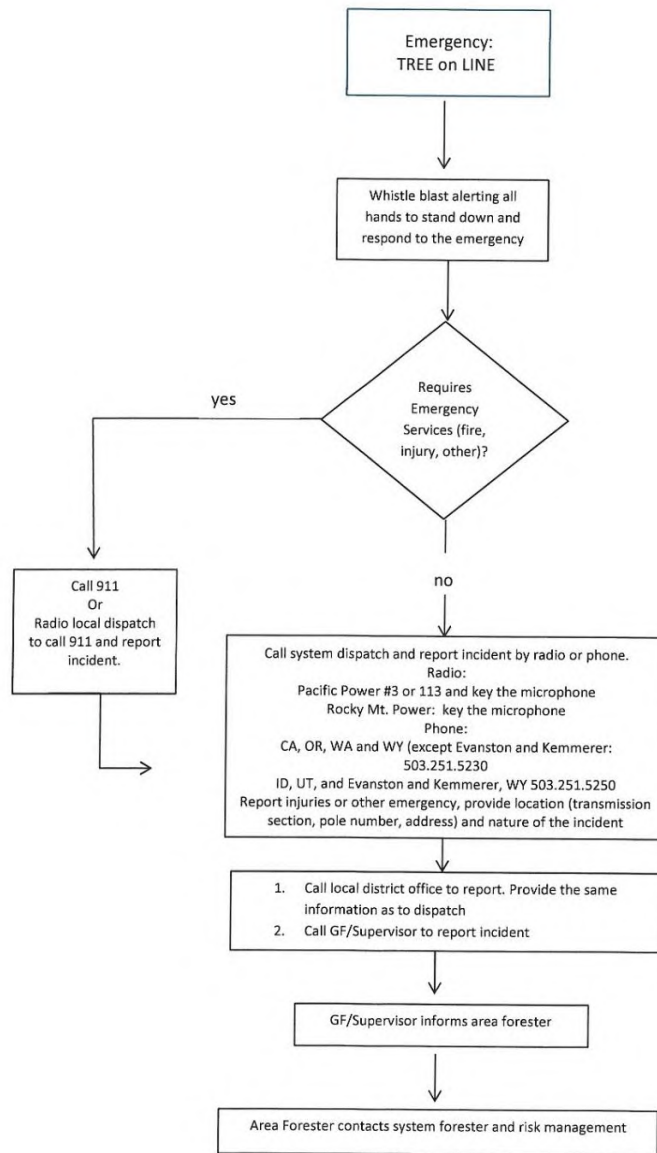 Emergency:
TREE on LINE
Whistle blast alerting all
hands to stand down and
respond to the emergency
Requires
Emergency
Services (fire,
injury, other)?
yes
no
Call 911
Or
Radio local dispatch
to call 911 and report
incident.
Call system dispatch and report incident by radio or phone.
Radio:
Pacific Power #3 or 113 and key the microphone
Rocky Mt. Power: key the microphone
Phone:
CA, OR, WA and WY (except Evanston and Kemmerer:
503.251.5230
ID, UT, and Evanston and Kemmerer, WY 503.251.5250
Report injuries or other emergency, provide location (transmission
section, pole number, address) and nature of the incident
1. Call local district office to report. Provide the same
information as to dispatch
2. Call GF/Supervisor to report incident
GF/Supervisor informs area forester
Area Forester contacts system forester and risk management